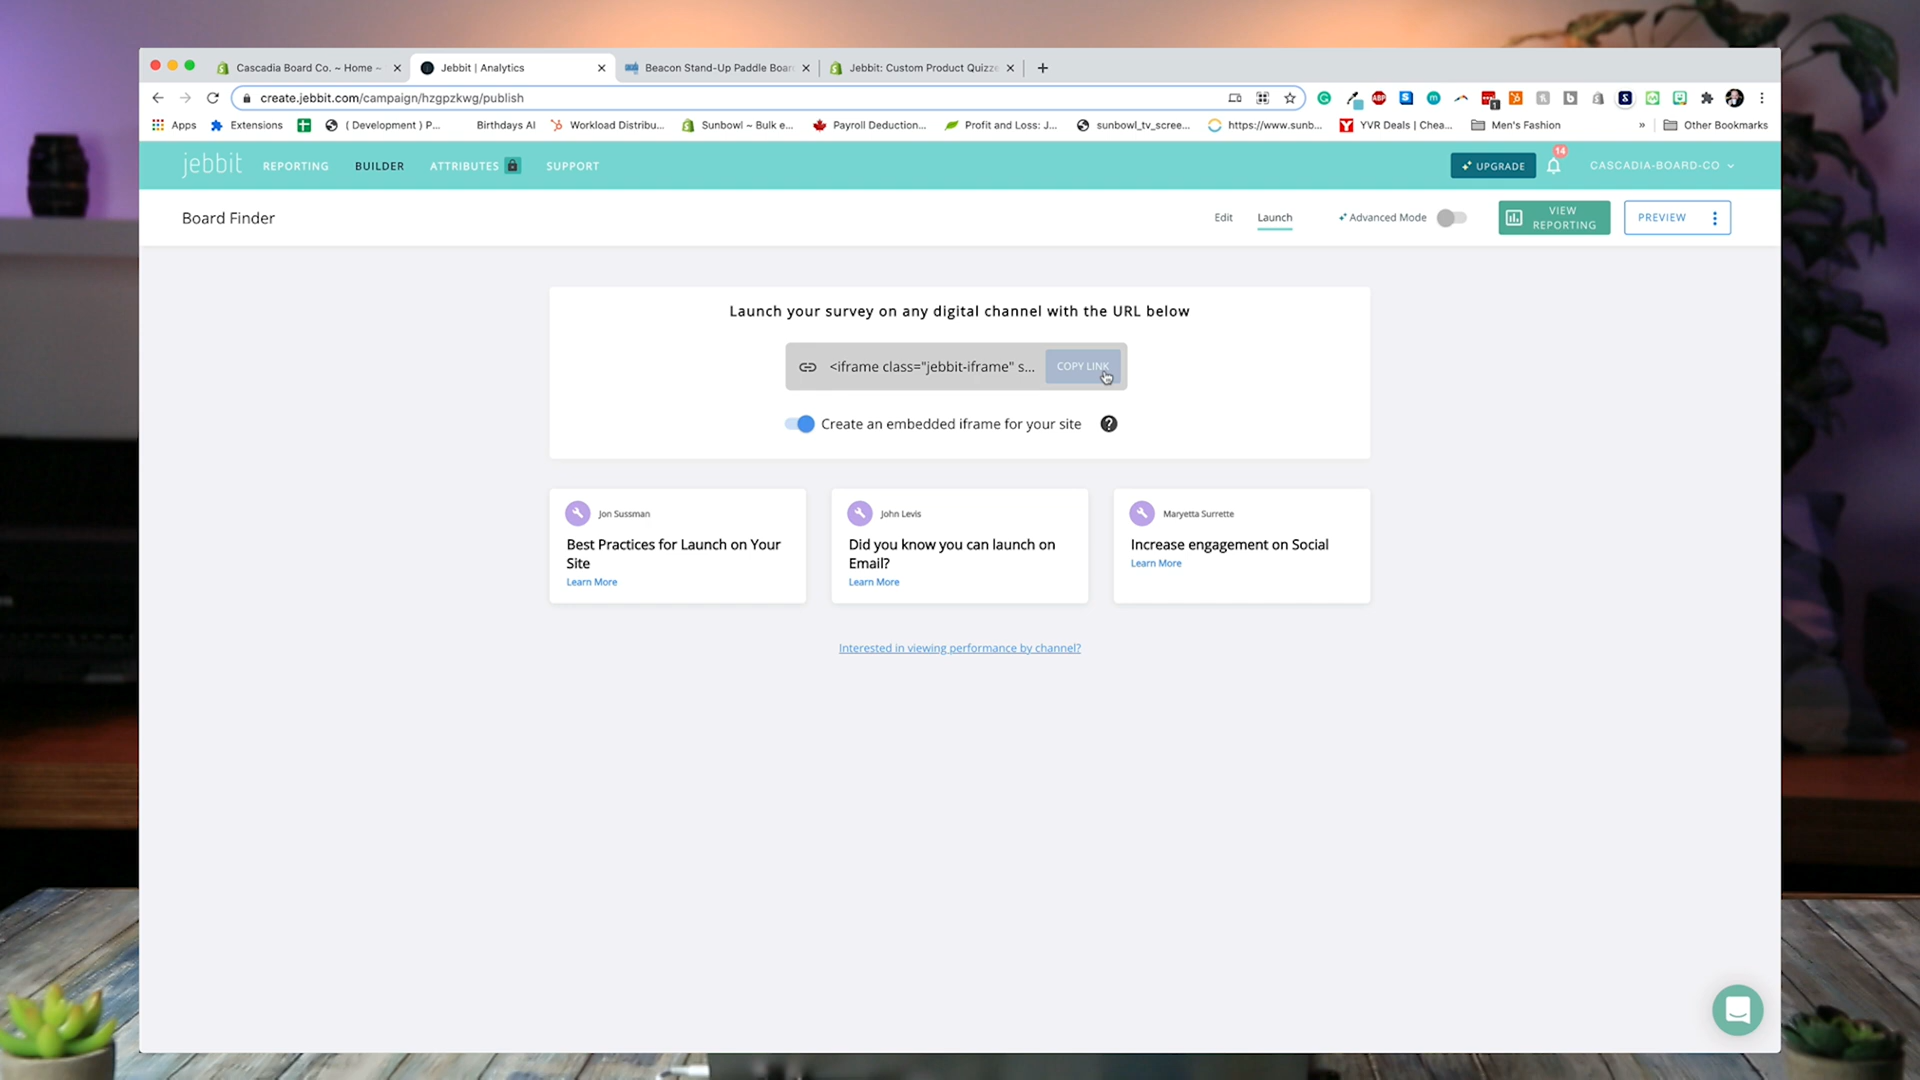 Cascadia Board Co. ~ Home ~
Jebbit | Analytics
Beacon Stand-Up Paddle Boar
Jebbit: Custom Product Quizze
create.jebbit.com/campaign/hzgpzkwg/publish
ABP
1
Apps
Extensions
( Development ) P...
Birthdays AI
Workload Distribu...
Sunbowl ~ Bulk e...
Payroll Deduction...
Profit and Loss: J...
sunbowl_tv_scree...
https://www.sunb...
YVR Deals | Chea...
Men's Fashion
»
Other Bookmarks
jebbit
REPORTING
BUILDER
ATTRIBUTES
SUPPORT
UPGRADE
14
CASCADIA-BOARD-CO
Board Finder
Edit
Launch
Advanced Mode
VIEW
REPORTING
PREVIEW
Launch your survey on any digital channel with the URL below
<iframe class="jebbit-iframe" s...
COPY LINK
Create an embedded iframe for your site
?
Jon Sussman
Best Practices for Launch on Your
Site
Learn More
John Levis
Did you know you can launch on
Email?
Learn More
Maryetta Surrette
Increase engagement on Social
Learn More
Interested in viewing performance by channel?